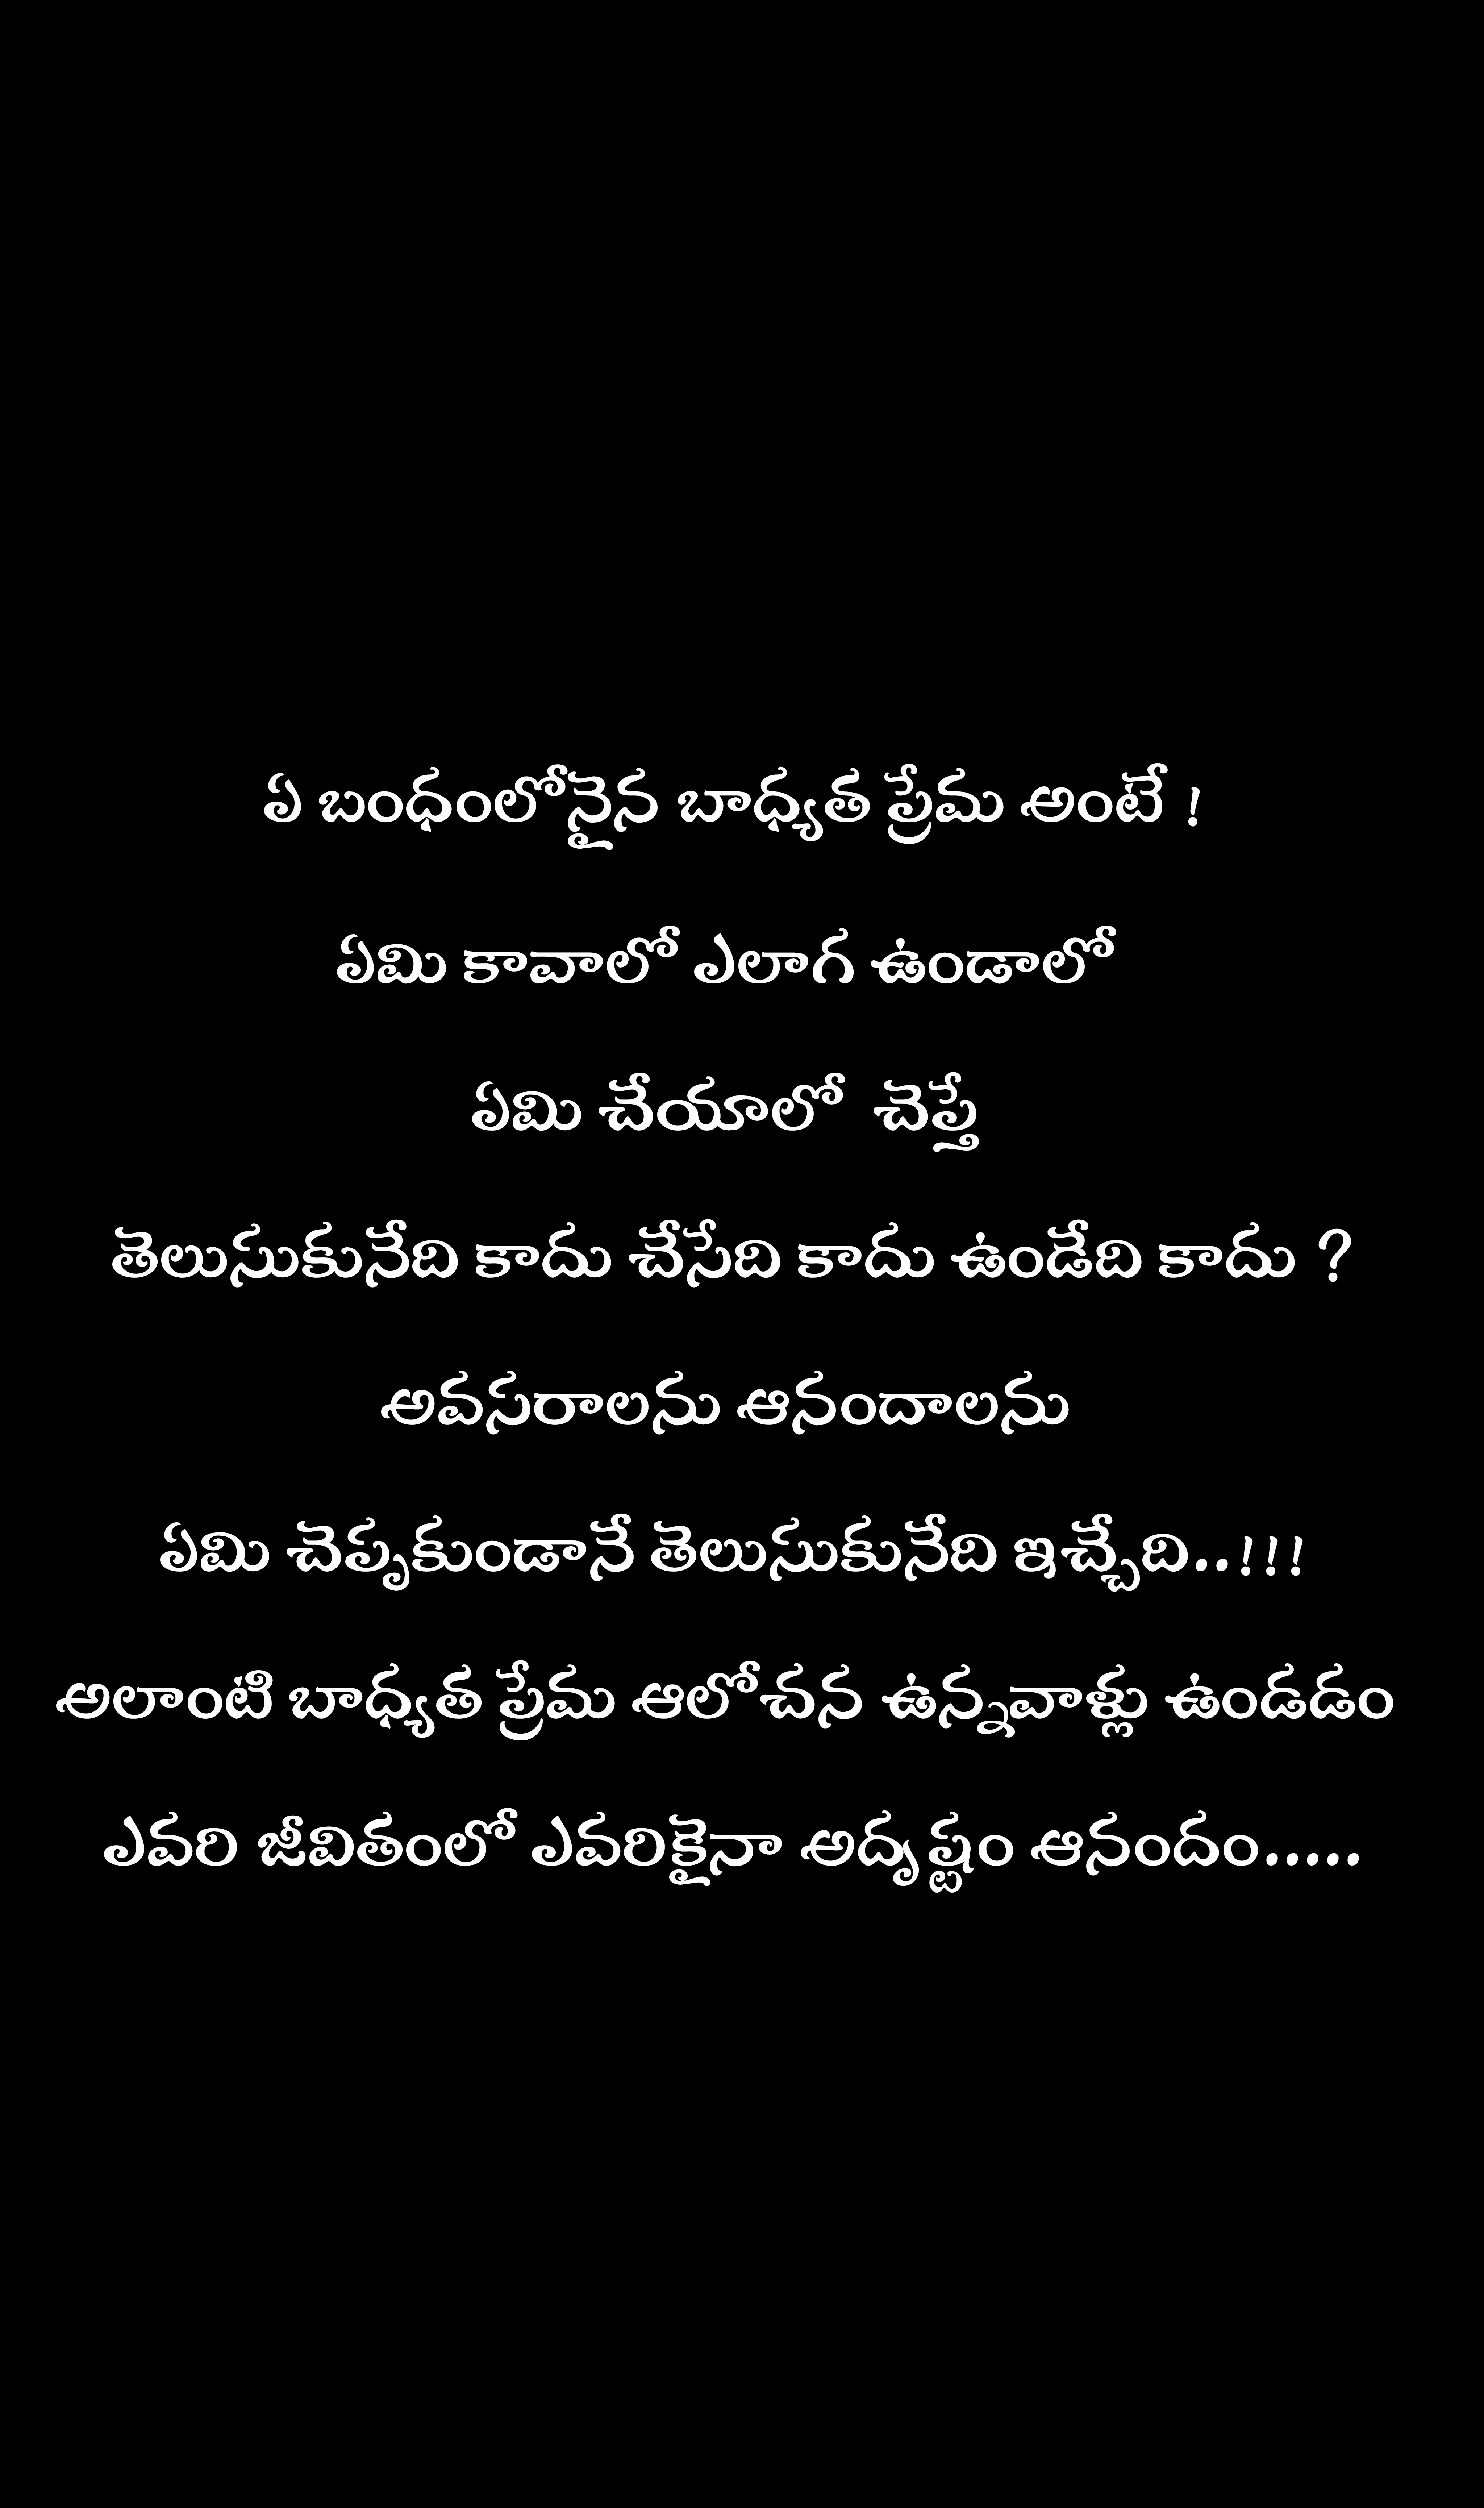 ఏ బంధంలోనైన బాధ్యత ప్రేమ అంటే !
ఏమి కావాలో ఎలాగ ఉండాలో
ఏమి చేయాలో చెప్తే
తెలుసుకునేది కాదు చేసేది కాదు ఉండేది కాదు ?
అవసరాలను ఆనందాలను
ఏమి చెప్పకుండానే తెలుసుకునేది ఇచ్చేది..!!!
అలాంటి బాధ్యత ప్రేమ ఆలోచన ఉన్నవాళ్లు ఉండడం
ఎవరి జీవితంలో ఎవరికైనా అదృష్టం ఆనందం.....